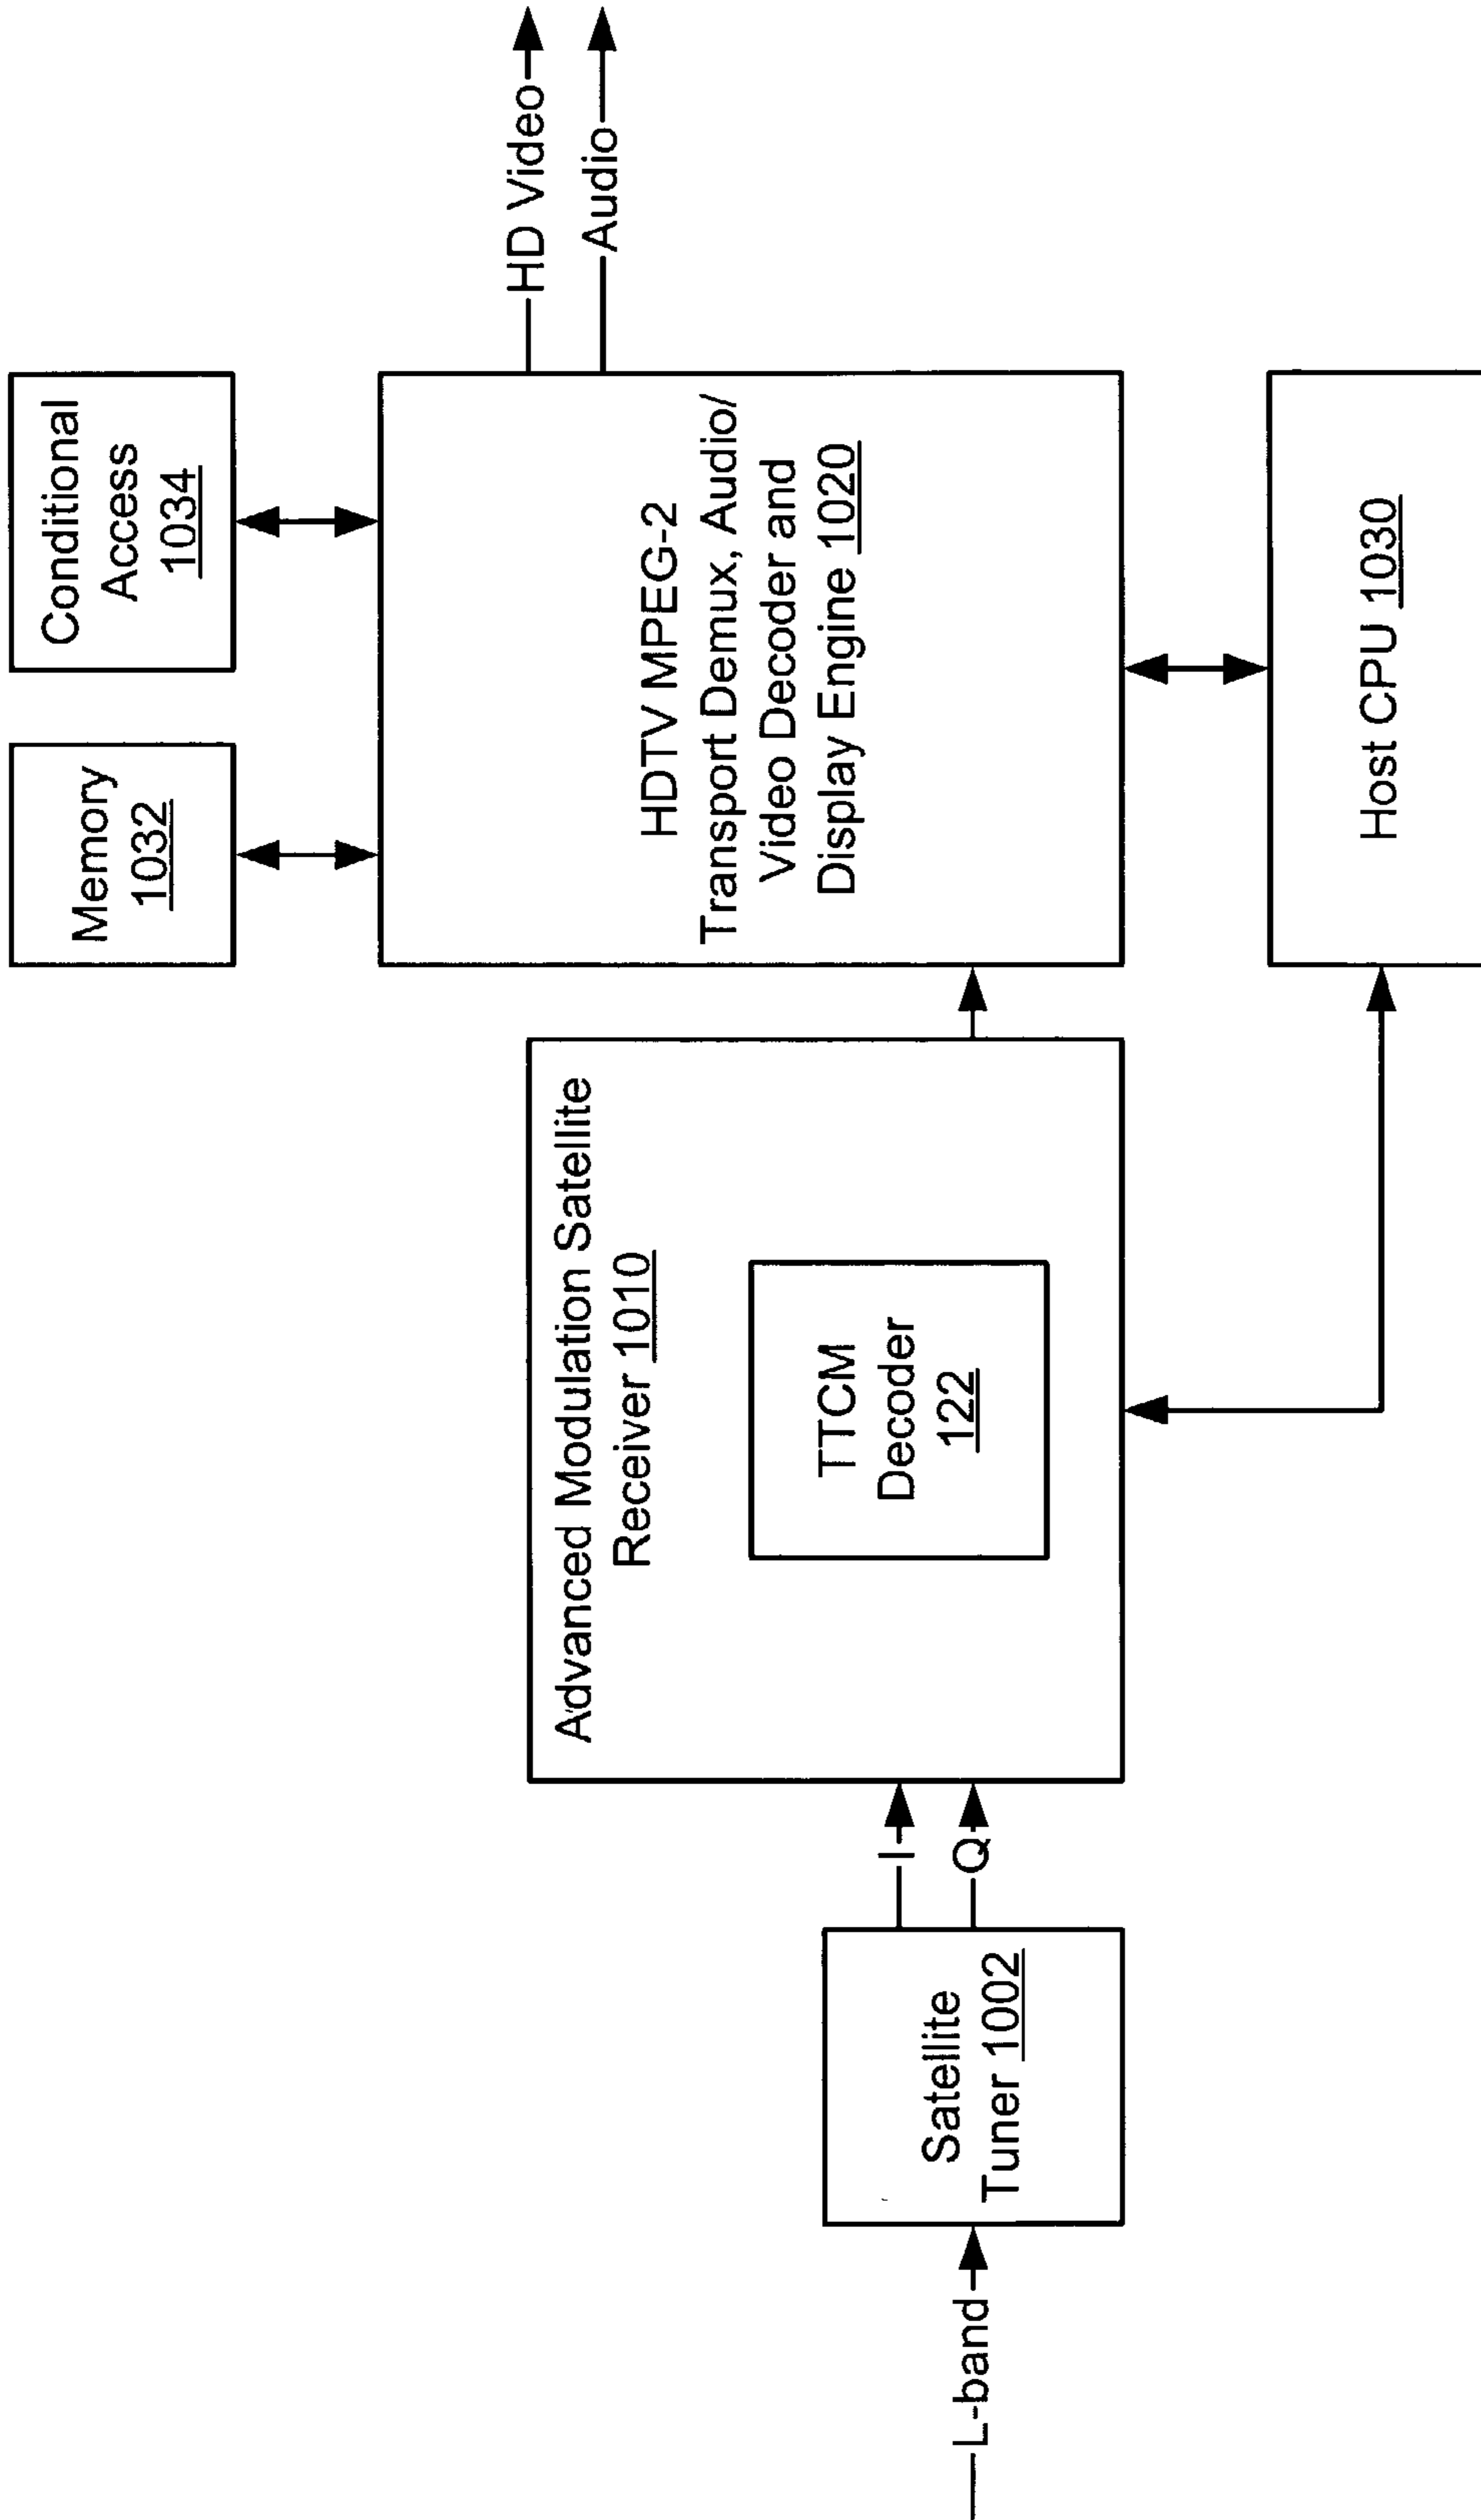 L-band
Satellite
Tuner 1002
I
Q
Advanced Modulation Satellite
Receiver 1010
TTCM
Decoder
122
Memory
1032
Conditional
Access
1034
HDTV MPEG-2
Transport Demux, Audio/
Video Decoder and
Display Engine 1020
Host CPU 1030
HD Video
Audio